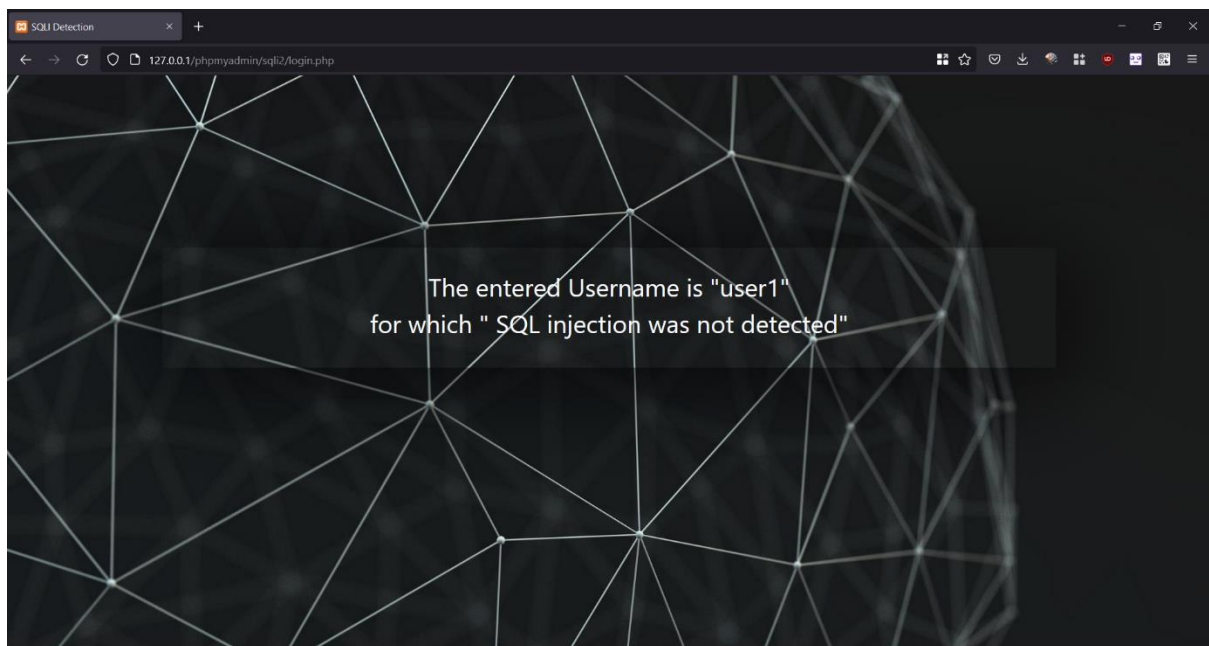 SQLI Detection
127.0.0.1/phpmyadmin/sqli2/login.php
The entered Username is "user1"
for which " SQL injection was not detected"